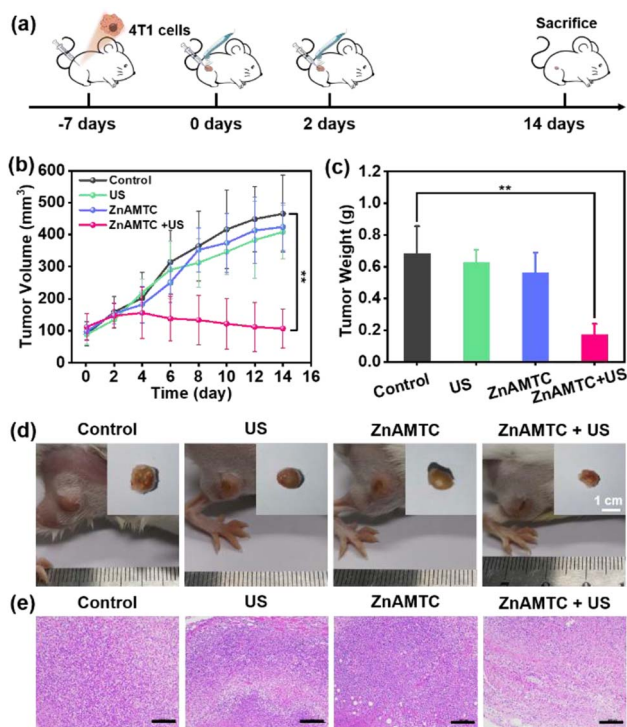 (a)
4T1 cells
Sacrifice
-7 days
0 days
2 days
14 days
(b)
600
500
400
300
200
100
0
Tumor Volume (mm³)
Control
US
ZnAMTC
ZnAMTC +US
**
0 2 4 6 8 10 12 14 16
Time (day)
(c)
1.2
1.0
0.8
0.6
0.4
0.2
0.0
Tumor Weight (g)
**
Control
US
ZnAMTC
ZnAMTC+US
(d)
Control
US
ZnAMTC
ZnAMTC + US
1 cm
(e)
Control
US
ZnAMTC
ZnAMTC + US